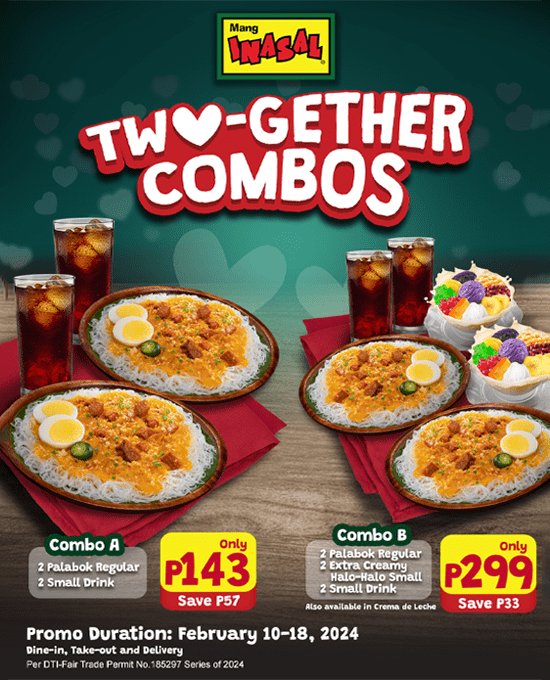 Mang
INASAL
TWO-GETHER
COMBOS
Combo A
2 Palabok Regular
2 Small Drink
Only
₱143
Save P57
Combo B
2 Palabok Regular
2 Extra Creamy
Halo-Halo Small
2 Small Drink
Also available in Crema de Leche
Only
₱299
Save P33
Promo Duration: February 10-18, 2024
Dine-in, Take-out and Delivery
Per DTI-Fair Trade Permit No.185297 Series of 2024